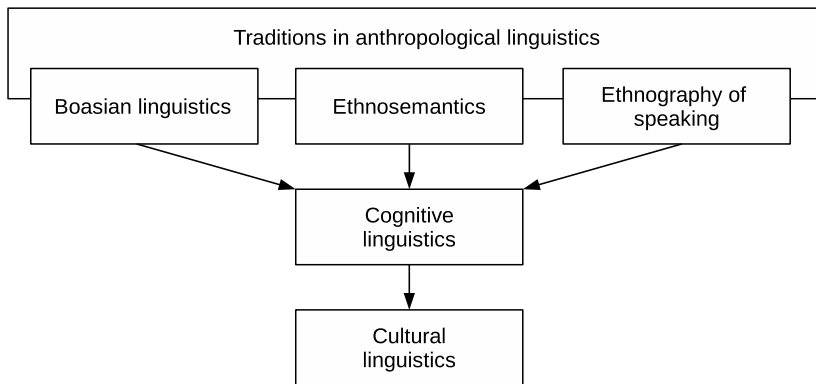 Traditions in anthropological linguistics
Boasian linguistics
Ethnosemantics
Ethnography of
speaking
Cognitive
linguistics
Cultural
linguistics